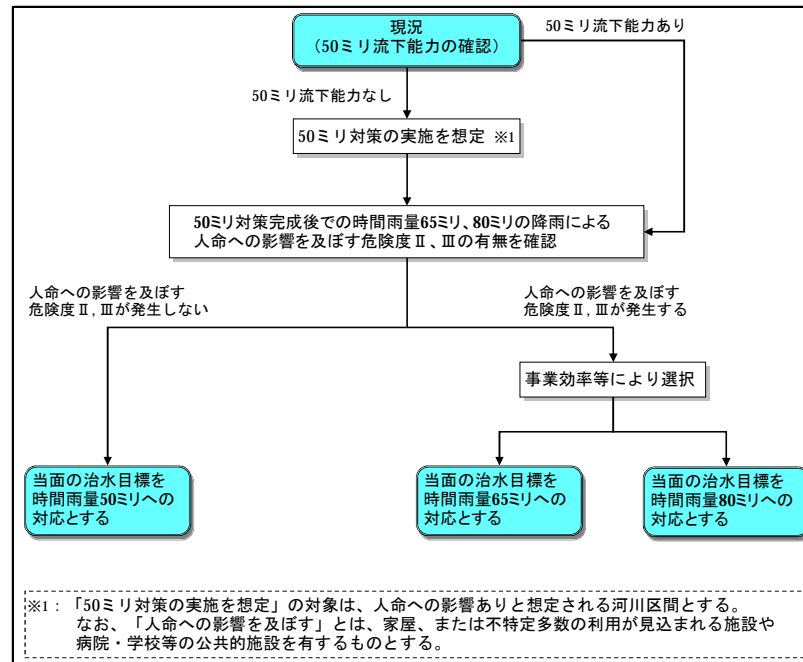 現況
（50ミリ流下能力の確認）
50ミリ流下能力あり
50ミリ流下能力なし
50ミリ対策の実施を想定 ※1
50ミリ対策完成後での時間雨量65ミリ、80ミリの降雨による
人命への影響を及ぼす危険度Ⅱ、Ⅲの有無を確認
人命への影響を及ぼす
危険度Ⅱ,Ⅲが発生しない
人命への影響を及ぼす
危険度Ⅱ,Ⅲが発生する
事業効率等により選択
当面の治水目標を
時間雨量50ミリへの
対応とする
当面の治水目標を
時間雨量65ミリへの
対応とする
当面の治水目標を
時間雨量80ミリへの
対応とする
※1：「50ミリ対策の実施を想定」の対象は、人命への影響ありと想定される河川区間とする。
なお、「人命への影響を及ぼす」とは、家屋、または不特定多数の利用が見込まれる施設や
病院・学校等の公共的施設を有するものとする。